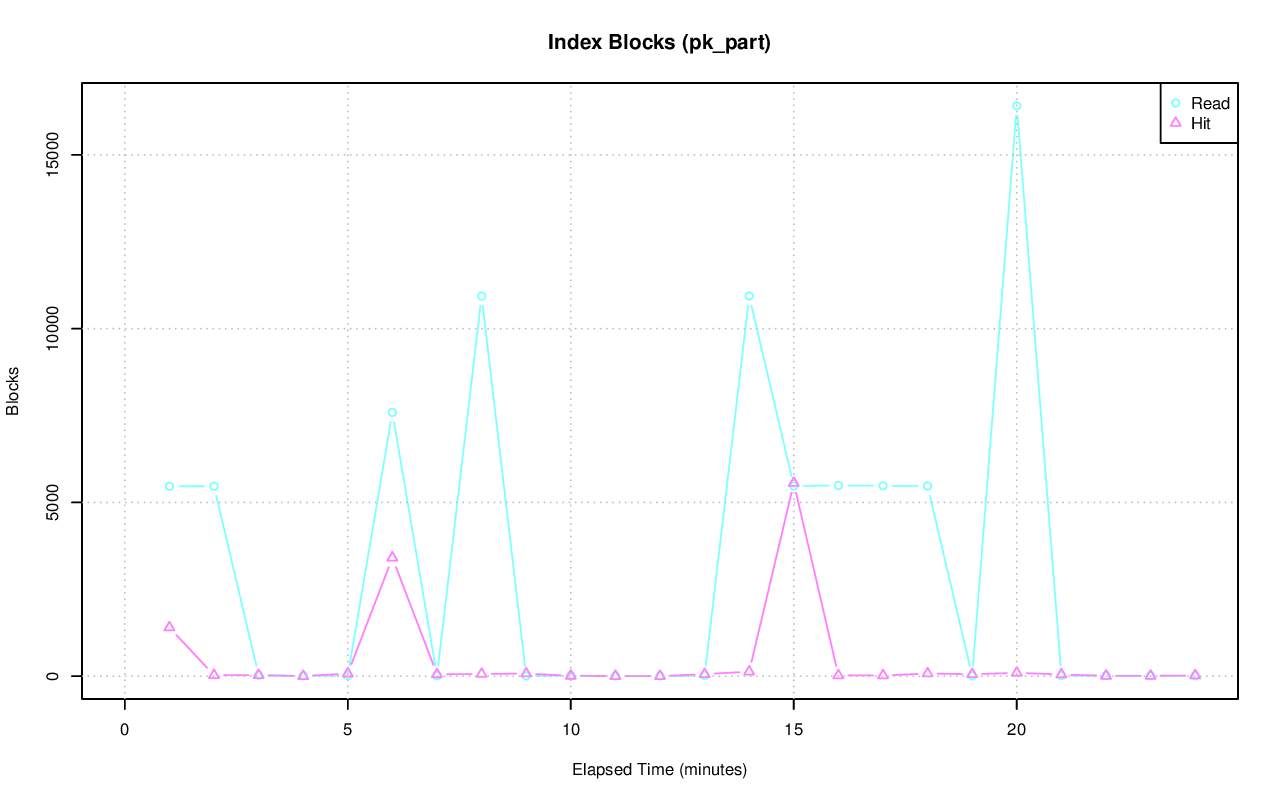 Index Blocks (pk_part)
Read
Hit
15000
10000
5000
0
Blocks
0 5 10 15 20
Elapsed Time (minutes)